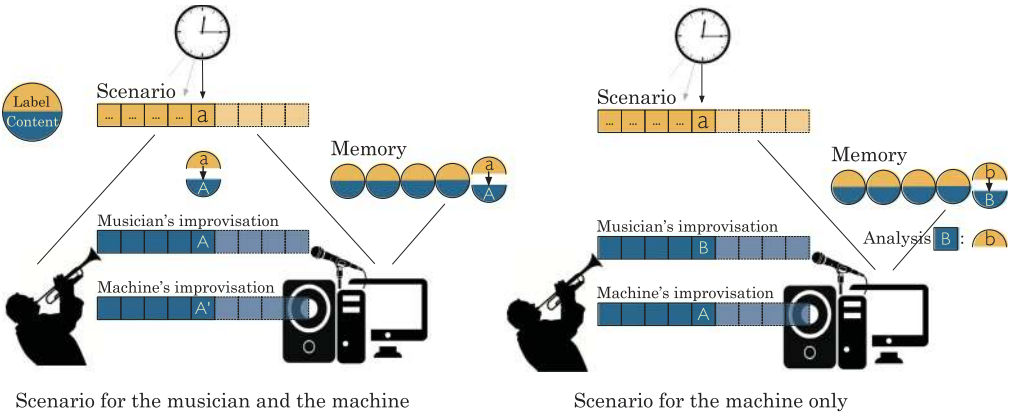 Label
Content
Scenario
... ... ... ... a
a
A
Memory
a
A
Musician's improvisation
A
Machine's improvisation
A'
Scenario for the musician and the machine
Scenario
... ... ... ... a
Memory
b
B
Analysis B : b
Musician's improvisation
B
Machine's improvisation
A
Scenario for the machine only